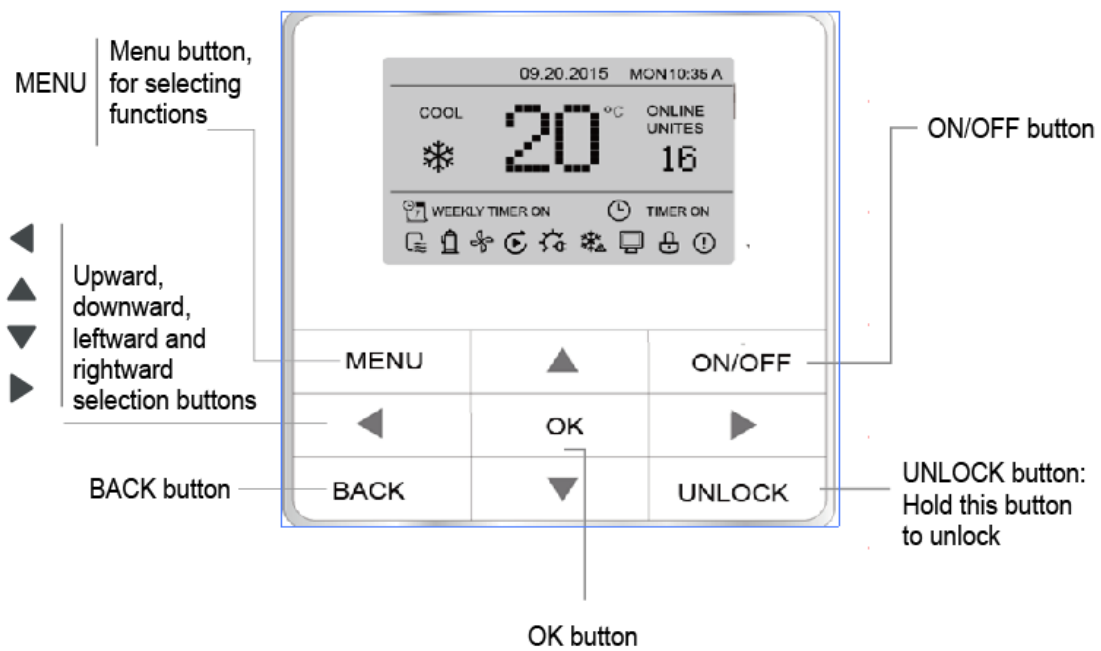 MENU
Menu button,
for selecting
functions
09.20.2015 MON10:35 A
COOL
20 °C
ONLINE
UNITES
16
7 WEEKLY TIMER ON
TIMER ON
ON/OFF button
Upward,
downward,
leftward and
rightward
selection buttons
MENU
ON/OFF
OK
BACK
UNLOCK
BACK button
UNLOCK button:
Hold this button
to unlock
OK button